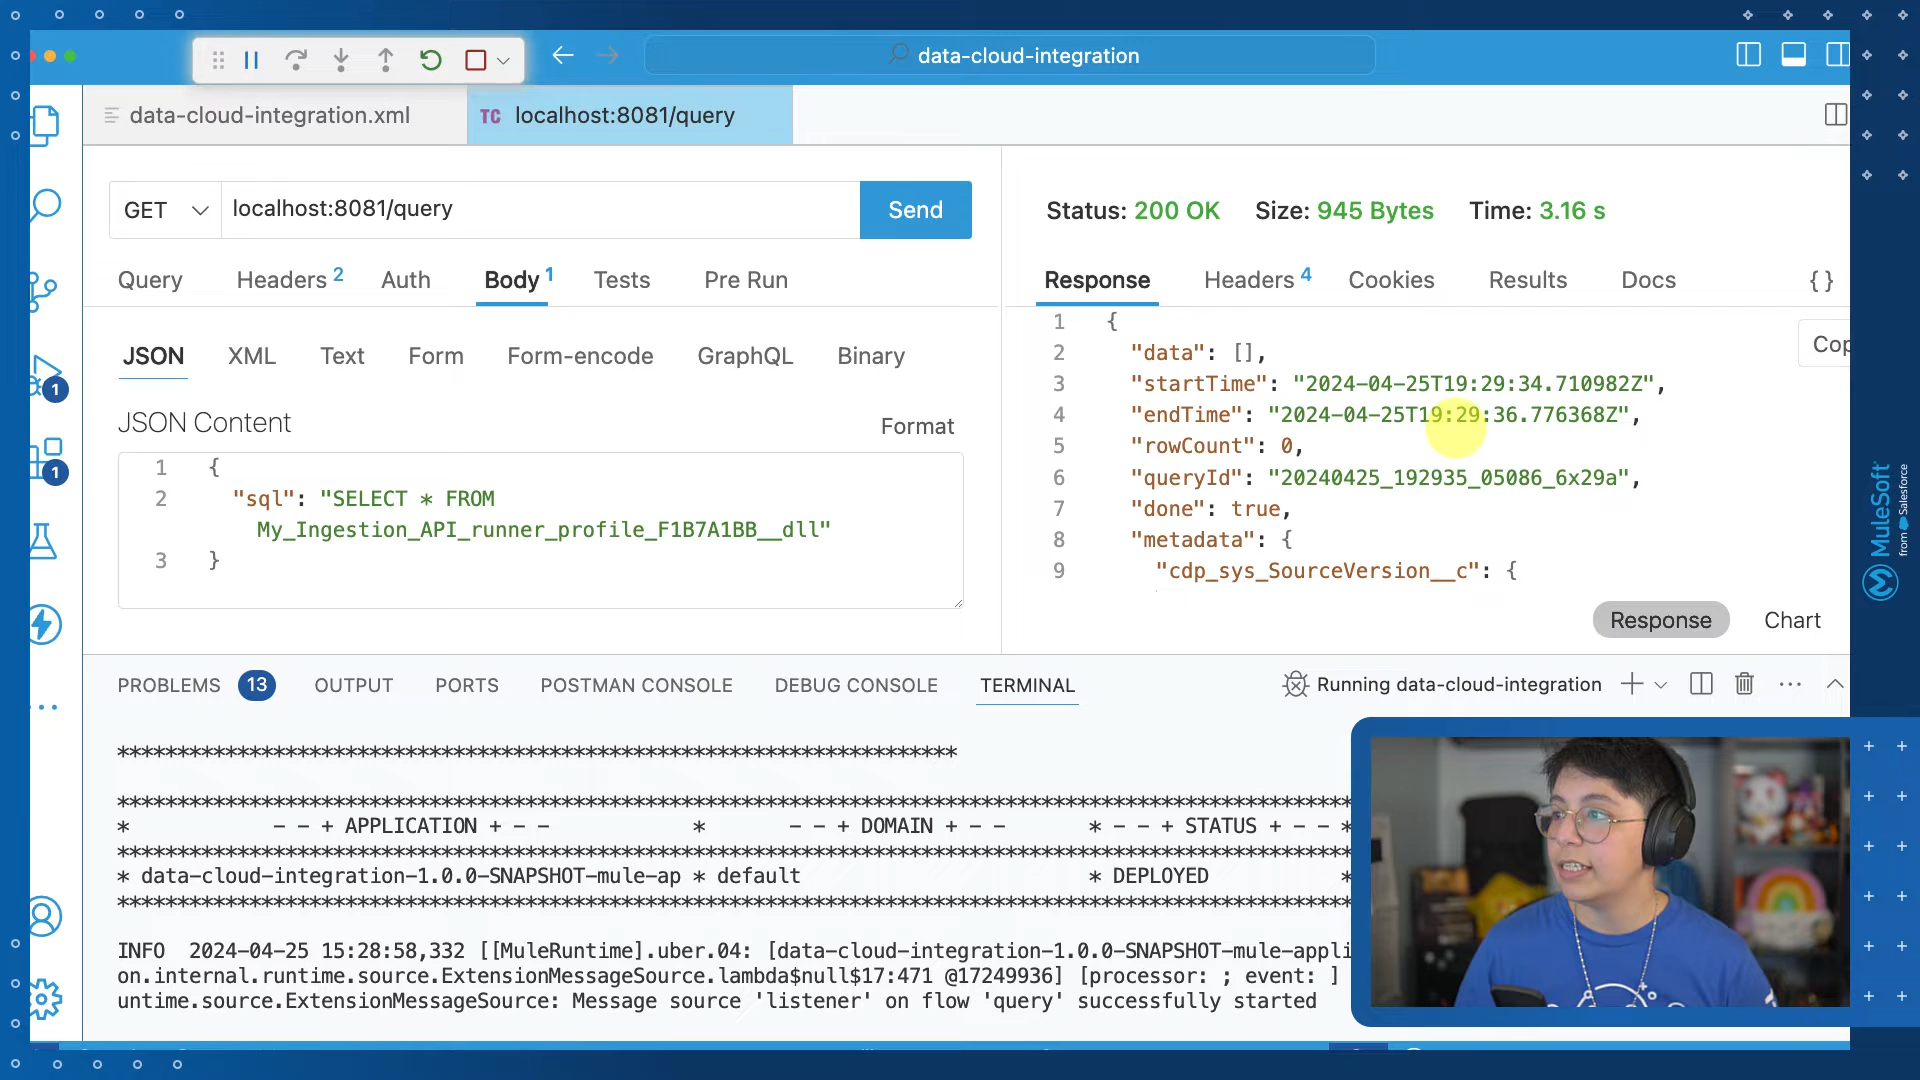 data-cloud-integration
data-cloud-integration.xml
TC localhost:8081/query
GET localhost:8081/query Send
Status: 200 OK Size: 945 Bytes Time: 3.16 s
Query Headers 2 Auth Body 1 Tests Pre Run
Response Headers 4 Cookies Results Docs {}
JSON XML Text Form Form-encode GraphQL Binary
JSON Content
Format
1 {
2 "sql": "SELECT * FROM
My_Ingestion_API_runner_profile_F1B7A1BB__dll"
3 }
1 {
Cop
2 "data": [],
3 "startTime": "2024-04-25T19:29:34.710982Z",
4 "endTime": "2024-04-25T19:29:36.776368Z",
5 "rowCount": 0,
6 "queryId": "20240425_192935_05086_6x29a",
7 "done": true,
8 "metadata": {
9 "cdp_sys_SourceVersion__c": {
Response Chart
1
1
PROBLEMS 13 OUTPUT PORTS POSTMAN CONSOLE DEBUG CONSOLE TERMINAL
Running data-cloud-integration
**********************************************************************
*******************************************************************************************************
* - - + APPLICATION + - - * - - + DOMAIN + - - * - - + STATUS + - - *
*******************************************************************************************************
* data-cloud-integration-1.0.0-SNAPSHOT-mule-ap * default * DEPLOYED *
*******************************************************************************************************
INFO 2024-04-25 15:28:58,332 [[MuleRuntime].uber.04: [data-cloud-integration-1.0.0-SNAPSHOT-mule-appli
on.internal.runtime.source.ExtensionMessageSource.lambda$null$17:471 @17249936] [processor: ; event: ]
untime.source.ExtensionMessageSource: Message source 'listener' on flow 'query' successfully started
MuleSoft
from Salesforce